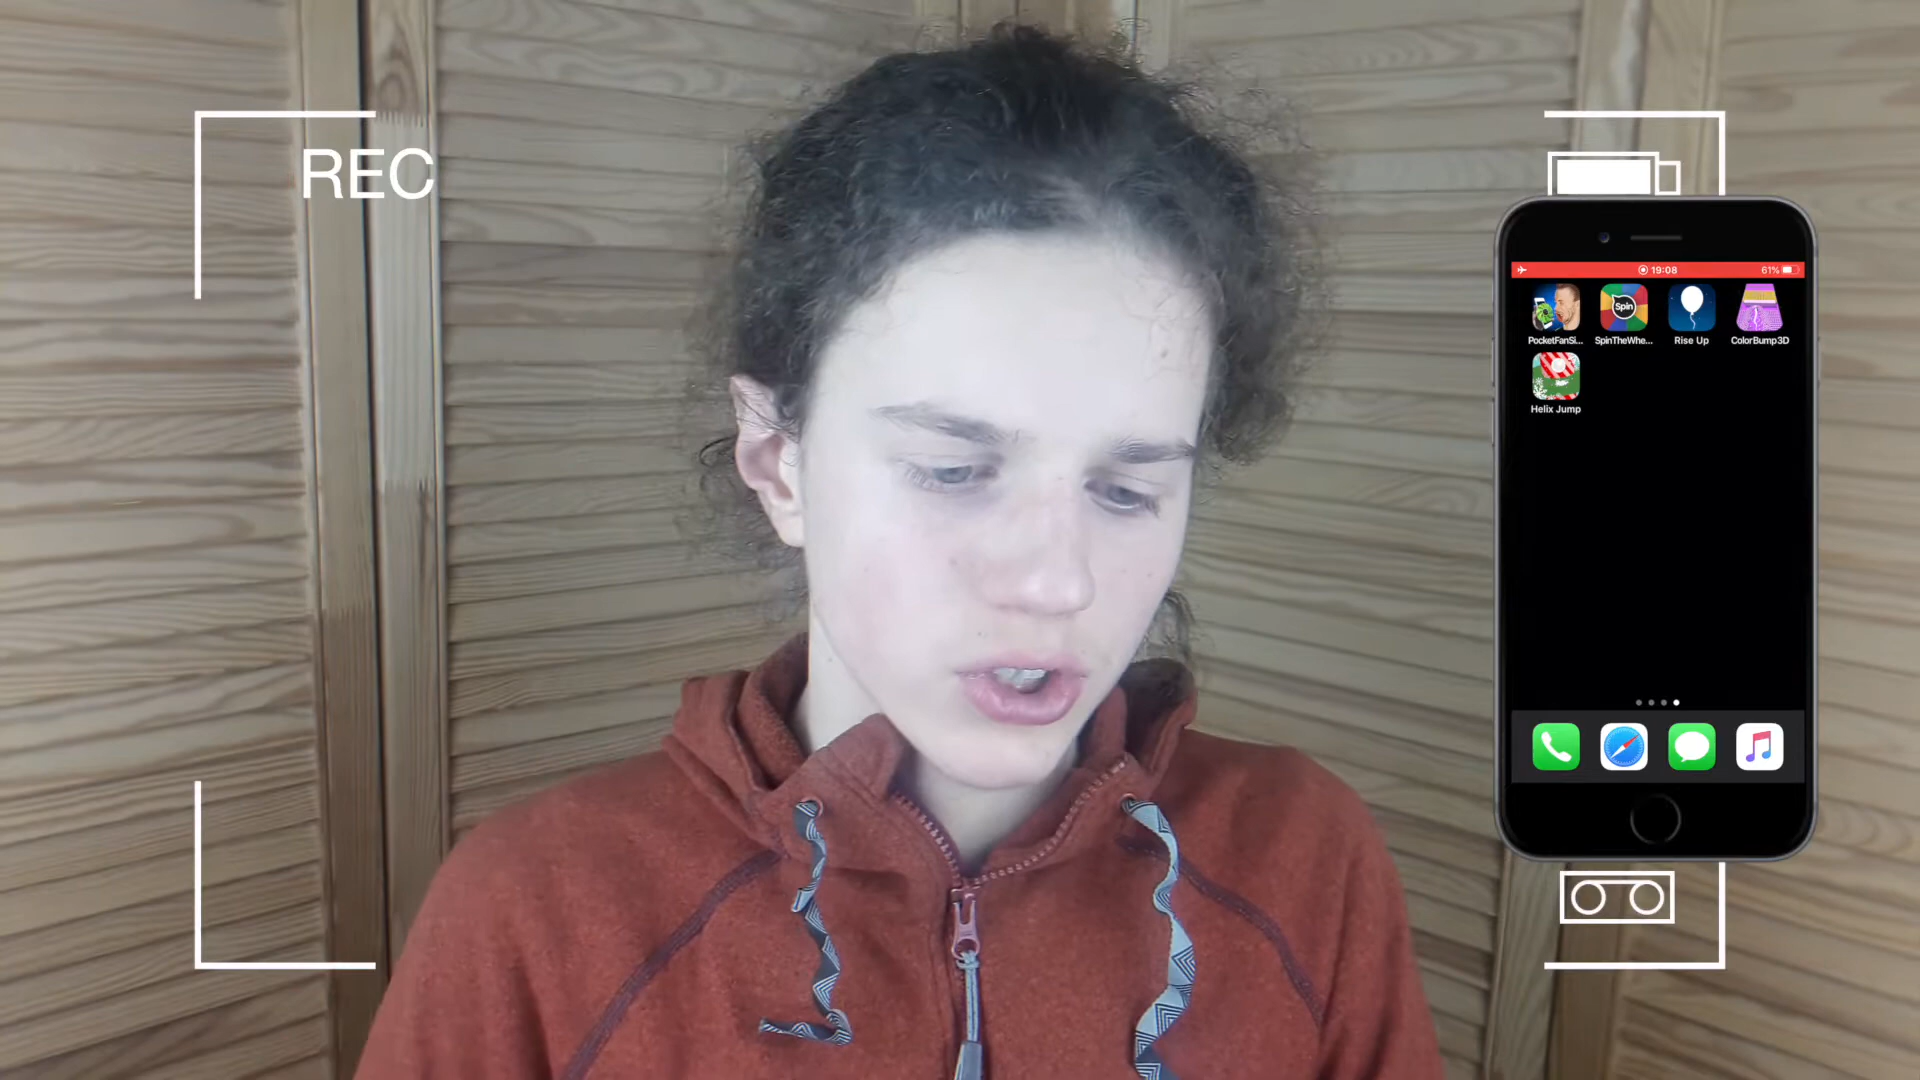 REC
19:08
61%
Spin
PocketFanSi...
SpinTheWhe...
Rise Up
ColorBump3D
Helix Jump